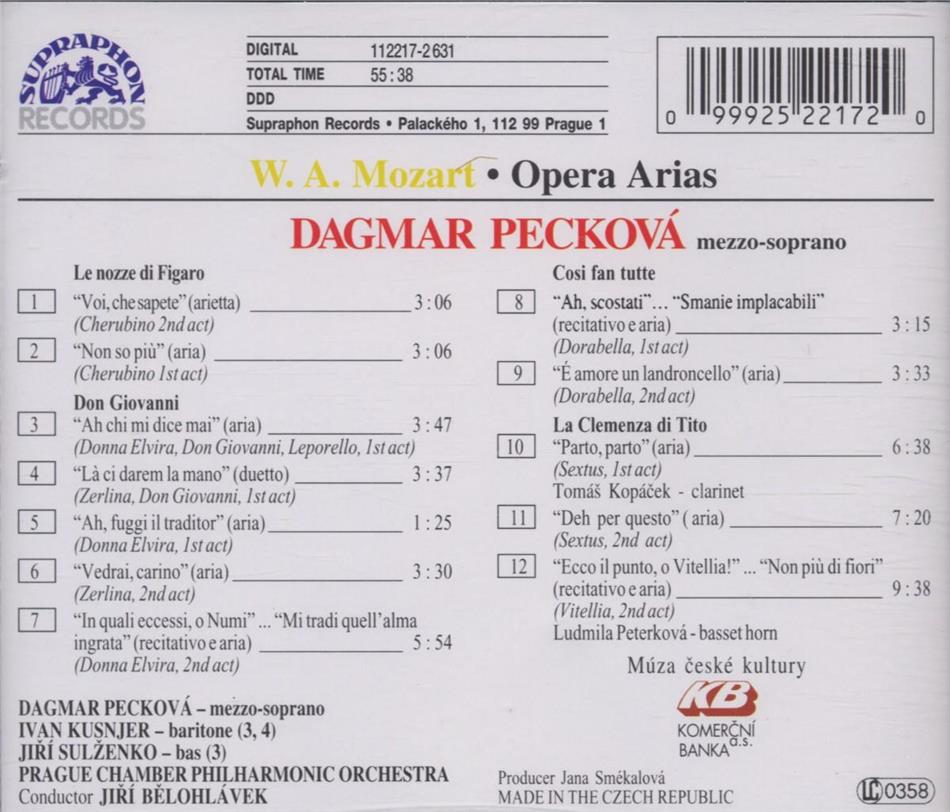 SUPRAPHON
RECORDS
DIGITAL 112217-2 631
TOTAL TIME 55:38
DDD
Supraphon Records • Palackého 1, 112 99 Prague 1
0 99925 22172 0
W. A. Mozart • Opera Arias
DAGMAR PECKOVÁ mezzo-soprano
Le nozze di Figaro
1 “Voi, che sapete” (arietta) 3:06
(Cherubino 2nd act)
2 “Non so più” (aria) 3:06
(Cherubino 1st act)
Don Giovanni
3 “Ah chi mi dice mai” (aria) 3:47
(Donna Elvira, Don Giovanni, Leporello, 1st act)
4 “Là ci darem la mano” (duetto) 3:37
(Zerlina, Don Giovanni, 1st act)
5 “Ah, fuggi il traditor” (aria) 1:25
(Donna Elvira, 1st act)
6 “Vedrai, carino” (aria) 3:30
(Zerlina, 2nd act)
7 “In quali eccessi, o Numi” ... “Mi tradi quell’alma
ingrata” (recitativo e aria) 5:54
(Donna Elvira, 2nd act)
Cosi fan tutte
8 “Ah, scostati” ... “Smanie implacabili”
(recitativo e aria) 3:15
(Dorabella, 1st act)
9 “É amore un landroncello” (aria) 3:33
(Dorabella, 2nd act)
La Clemenza di Tito
10 “Parto, parto” (aria) 6:38
(Sextus, 1st act)
Tomáš Kopáček - clarinet
11 “Deh per questo” ( aria) 7:20
(Sextus, 2nd act)
12 “Ecco il punto, o Vitellia!” ... “Non più di fiori”
(recitativo e aria) 9:38
(Vitellia, 2nd act)
Ludmila Peterková - basset horn
Múza české kultury
KB
KOMERČNÍ
BANKA a.s.
DAGMAR PECKOVÁ – mezzo-soprano
IVAN KUSNJER – baritone (3, 4)
JIŘÍ SULŽENKO – bas (3)
PRAGUE CHAMBER PHILHARMONIC ORCHESTRA
Conductor JIŘÍ BĚLOHLÁVEK
Producer Jana Smékalová
MADE IN THE CZECH REPUBLIC
LC 0358